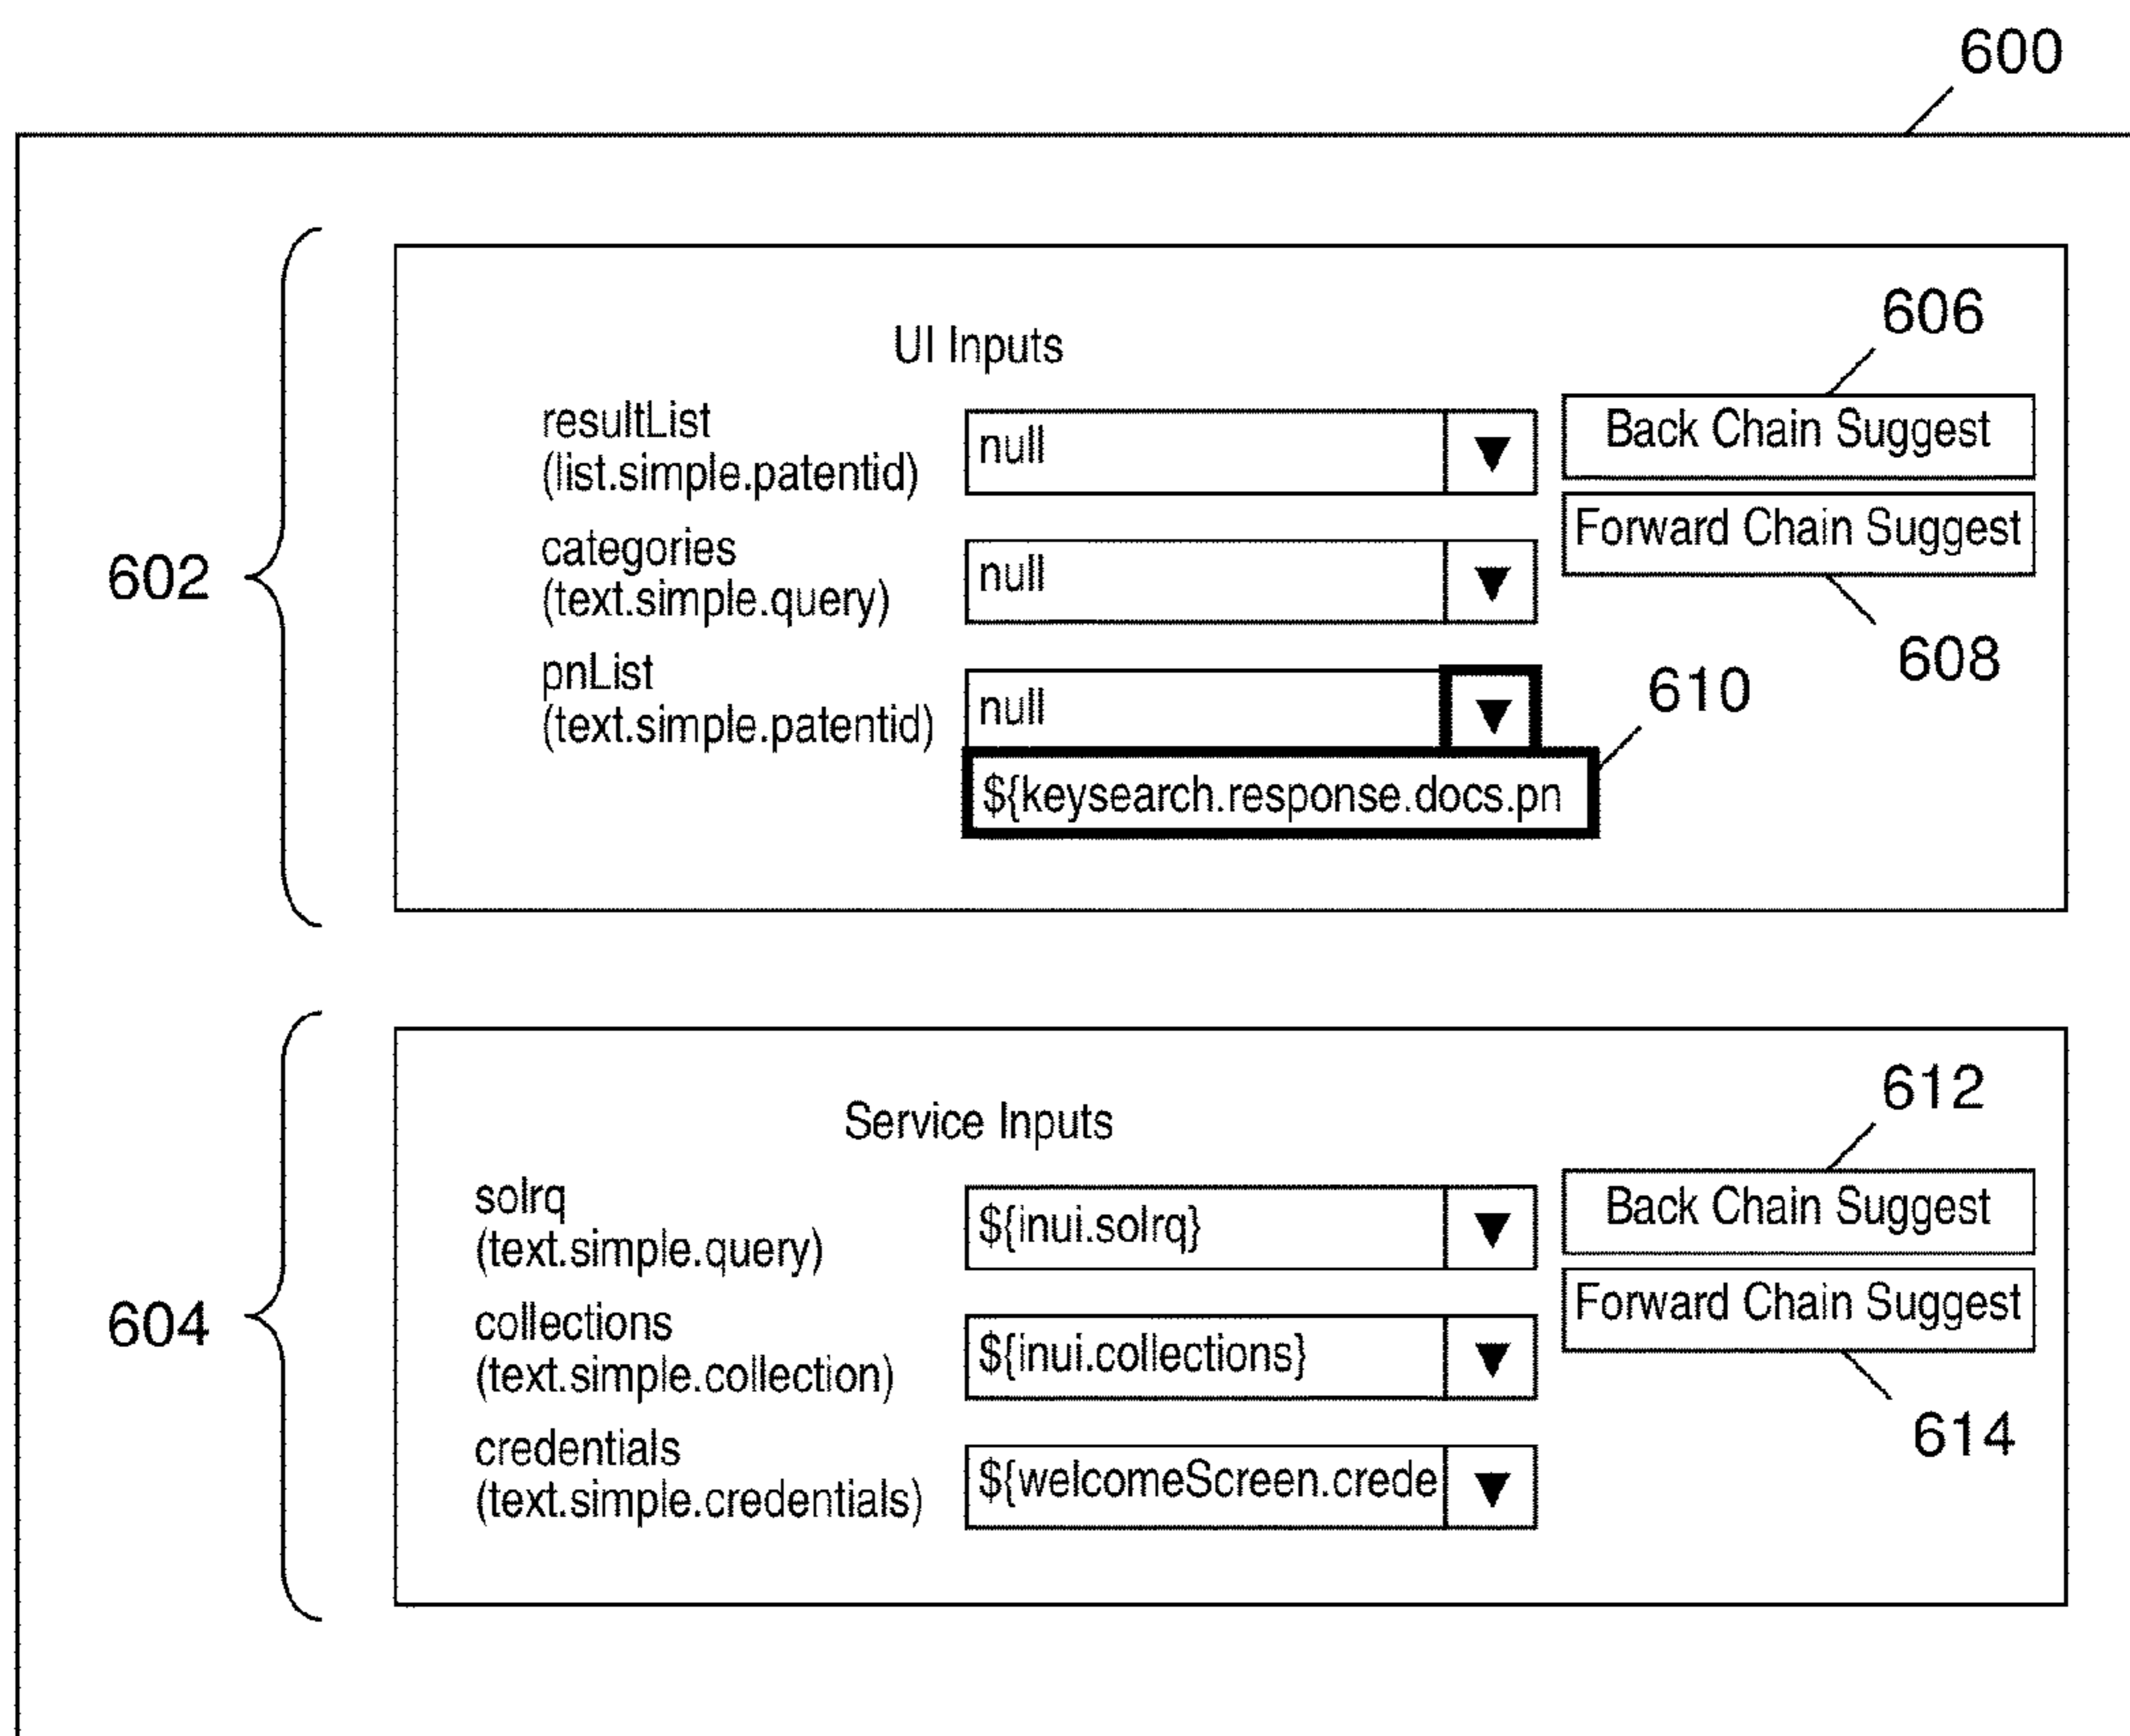 600
602
UI Inputs
606
resultList
(list.simple.patentid)
null
Back Chain Suggest
Forward Chain Suggest
608
categories
(text.simple.query)
null
pnList
(text.simple.patentid)
null
610
${keysearch.response.docs.pn
604
Service Inputs
612
solrq
(text.simple.query)
${inui.solrq}
Back Chain Suggest
Forward Chain Suggest
614
collections
(text.simple.collection)
${inui.collections}
credentials
(text.simple.credentials)
${welcomeScreen.crede